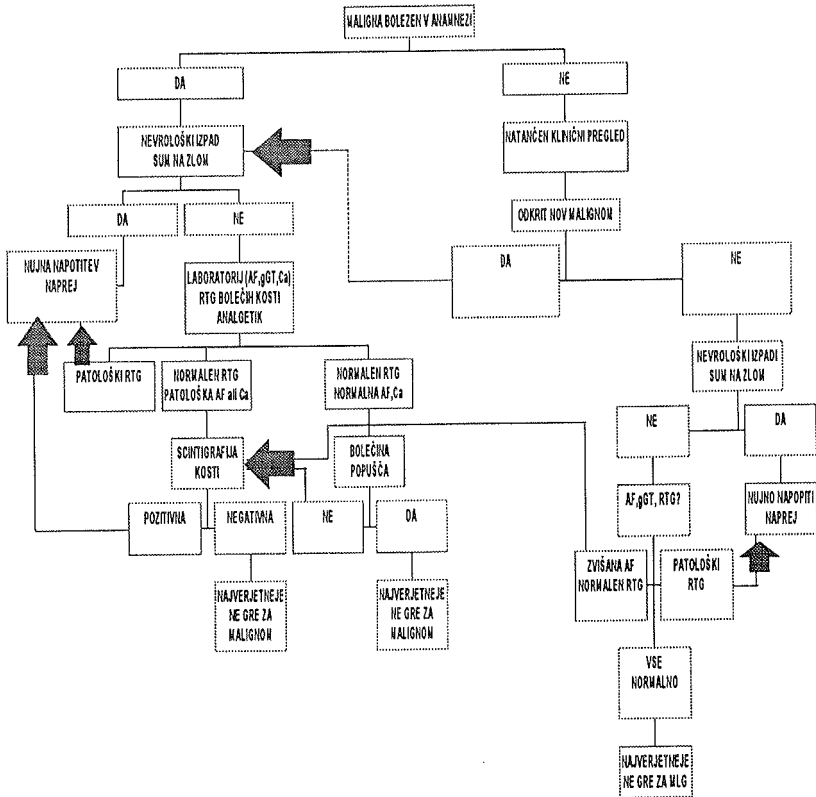 MALIGNA BOLEZEN V ANAMNEZI
DA
NE
NEVROLOŠKI IZPAD
SUM NA ZLOM
NATANČEN KLINIČNI PREGLED
DA
NE
ODKRIT NOV MALIGNOM
NUJNA NAPOTITEV
NAPREJ
LABORATORIJ (AF,gGT,Ca)
RTG BOLEČIH KOSTI
ANALGETIK
DA
NE
PATOLOŠKI RTG
NORMALEN RTG
PATOLOŠKA AF ali Ca
NORMALEN RTG
NORMALNA AF,Ca
NEVROLOŠKI IZPADI
SUM NA ZLOM
SCINTIGRAFIJA
KOSTI
BOLEČINA
POPUŠČA
NE
DA
POZITIVNA
NEGATIVNA
NE
DA
AF,gGT, RTG?
NUJNO NAPOPITI
NAPREJ
NAJVERJETNEJE
NE GRE ZA
MALIGNOM
NAJVERJETNEJE
NE GRE ZA
MALIGNOM
ZVIŠANA AF
NORMALEN RTG
PATOLOŠKI
RTG
VSE
NORMALNO
NAJVERJETNEJE
NE GRE ZA MLG